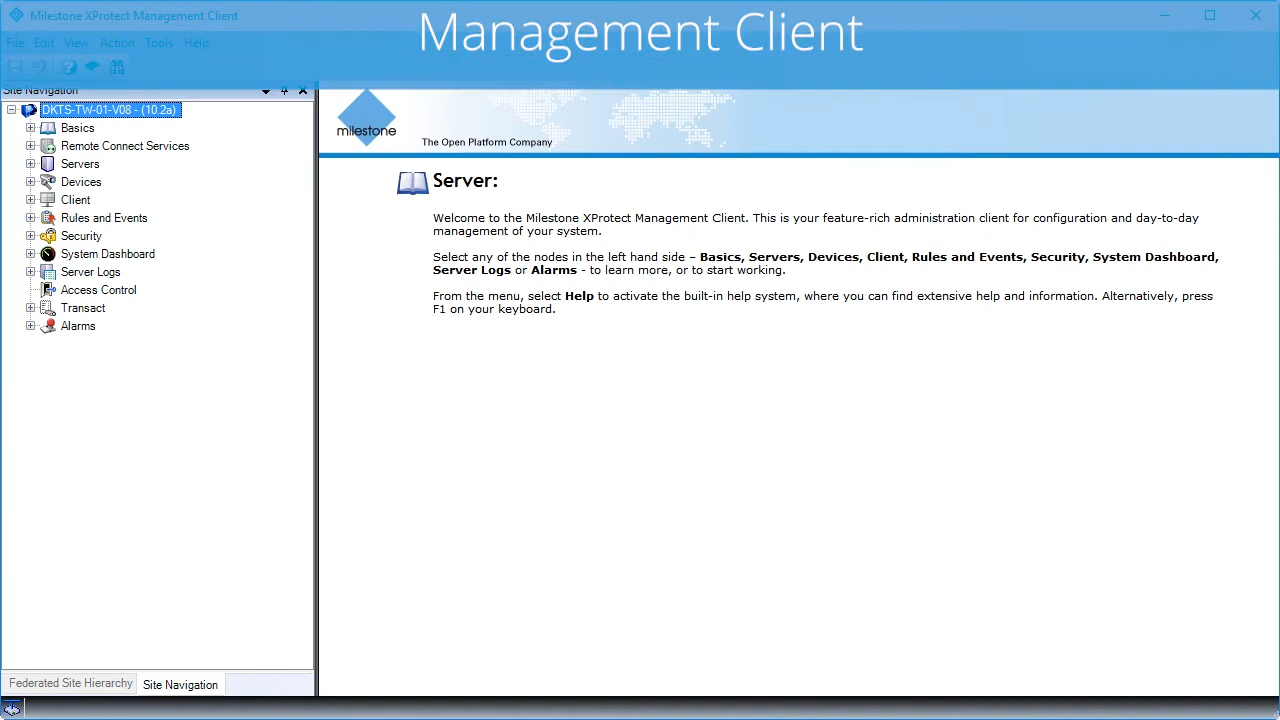 Milestone XProtect Management Client
Management Client
File Edit View Action Tools Help
Site Navigation
DKTS-TW-01-V08 - (10.2a)
Basics
Remote Connect Services
Servers
Devices
Client
Rules and Events
Security
System Dashboard
Server Logs
Access Control
Transact
Alarms
Federated Site Hierarchy
Site Navigation
milestone
The Open Platform Company
Server:
Welcome to the Milestone XProtect Management Client. This is your feature-rich administration client for configuration and day-to-day
management of your system.
Select any of the nodes in the left hand side – Basics, Servers, Devices, Client, Rules and Events, Security, System Dashboard,
Server Logs or Alarms - to learn more, or to start working.
From the menu, select Help to activate the built-in help system, where you can find extensive help and information. Alternatively, press
F1 on your keyboard.